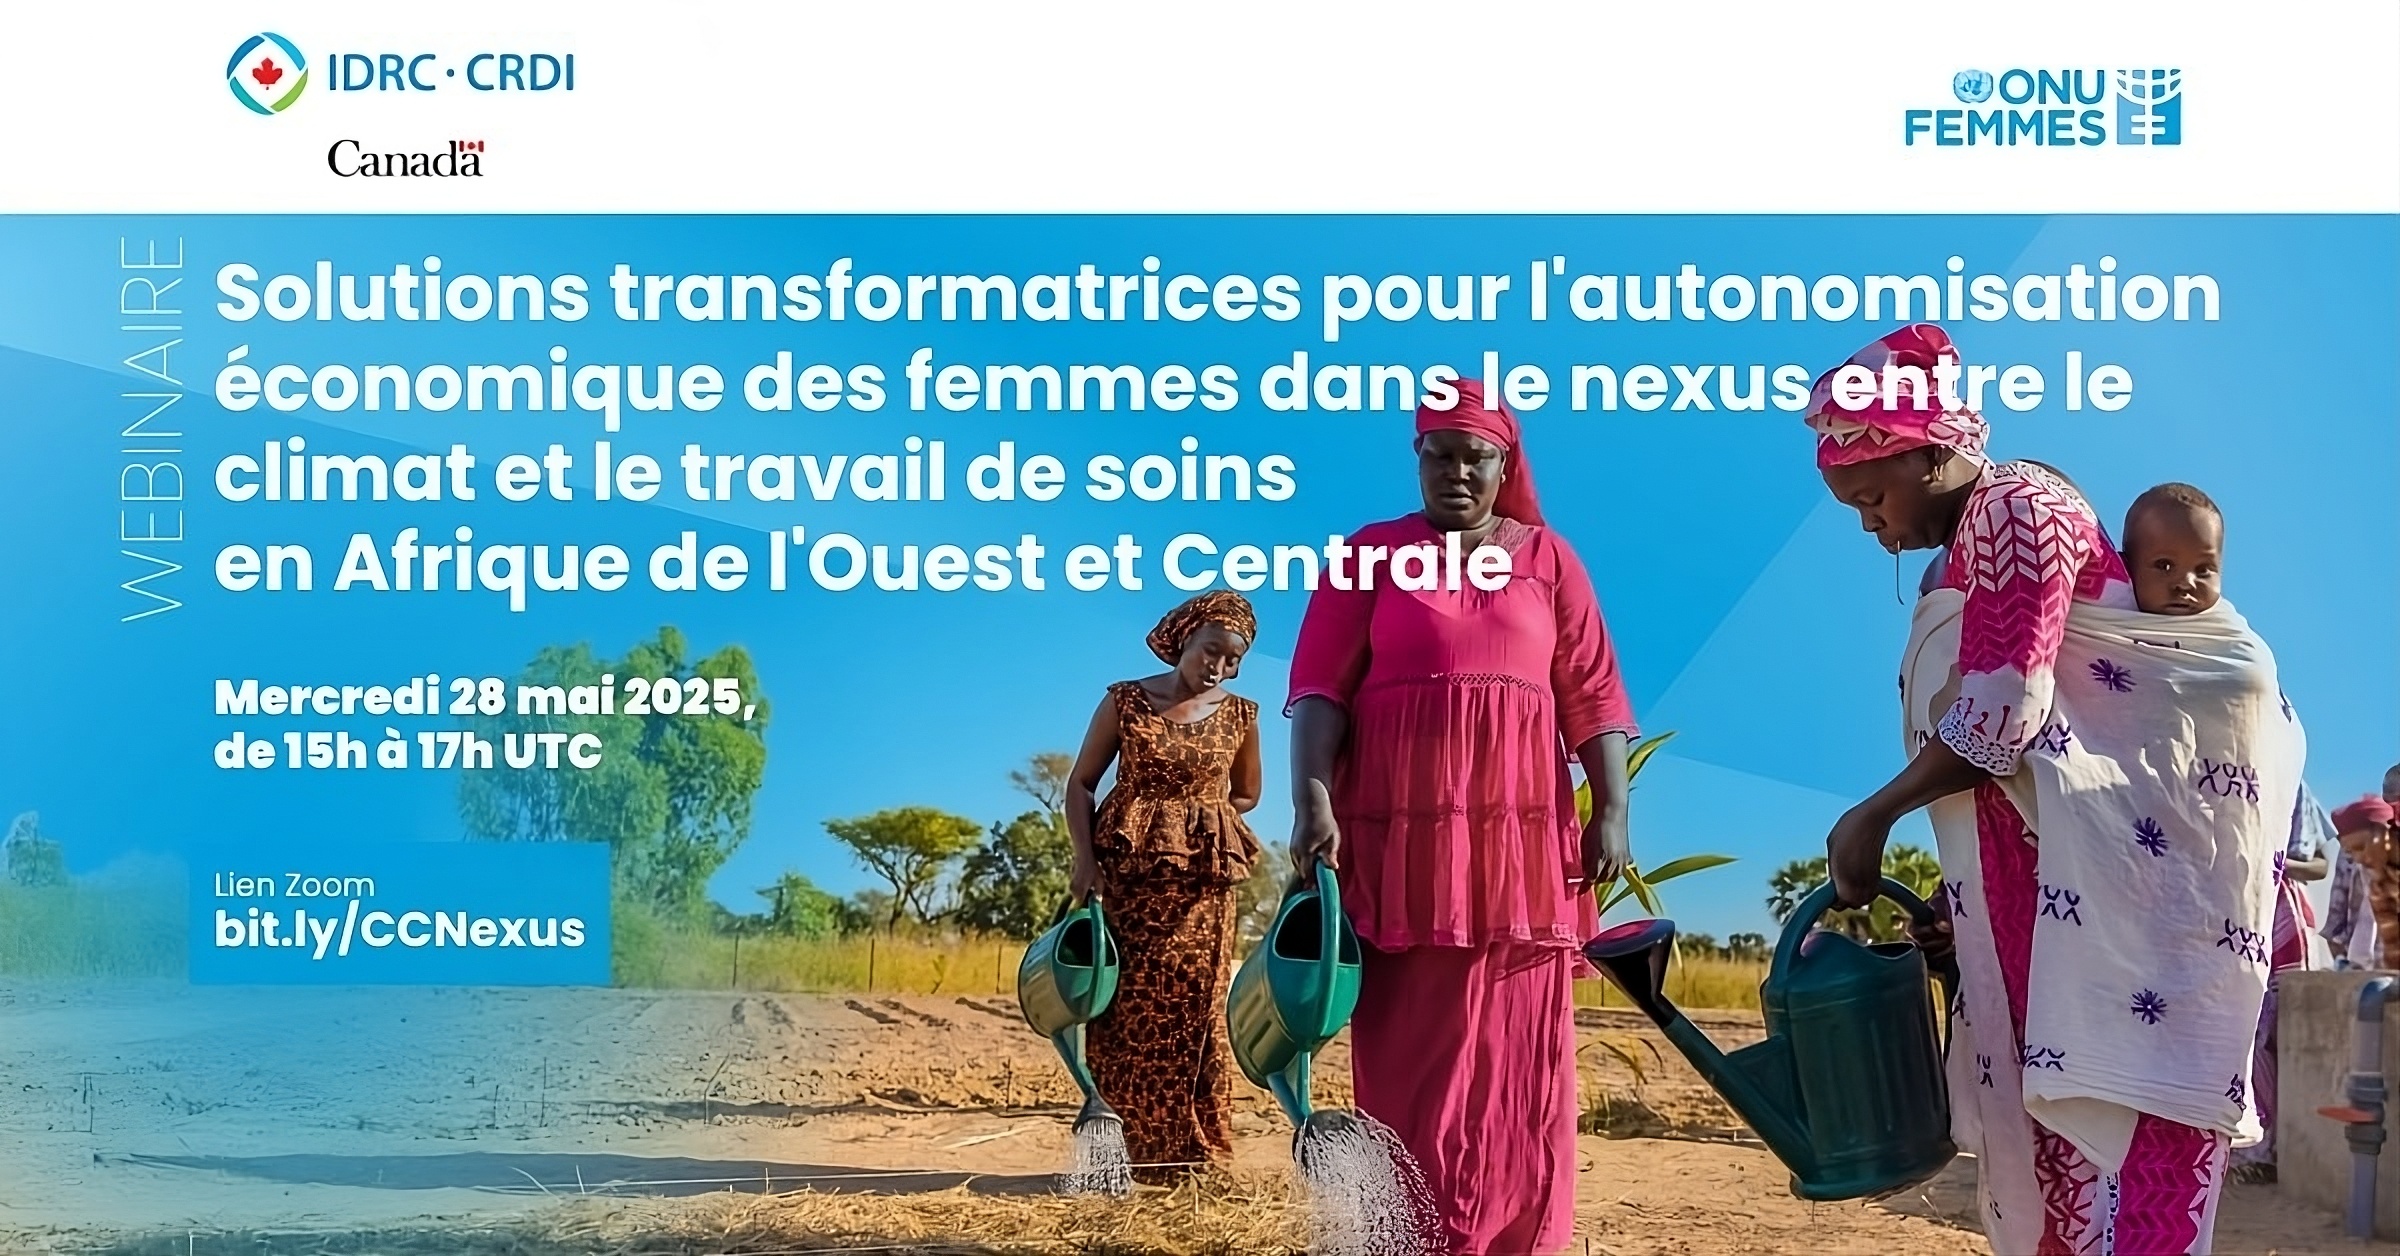 IDRC · CRDI
Canada
ONU
FEMMES
WEBINAIRE
Solutions transformatrices pour l'autonomisation
économique des femmes dans le nexus entre le
climat et le travail de soins
en Afrique de l'Ouest et Centrale
Mercredi 28 mai 2025,
de 15h à 17h UTC
Lien Zoom
bit.ly/CCNexus